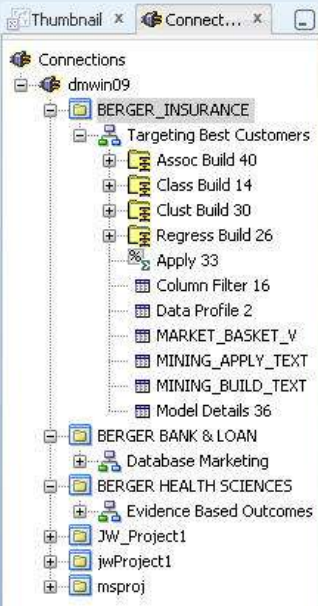 Thumbnail x Connect... x
Connections
dmwin09
BERGER_INSURANCE
Targeting Best Customers
Assoc Build 40
Class Build 14
Clust Build 30
Regress Build 26
Apply 33
Column Filter 16
Data Profile 2
MARKET_BASKET_V
MINING_APPLY_TEXT
MINING_BUILD_TEXT
Model Details 36
BERGER BANK & LOAN
Database Marketing
BERGER HEALTH SCIENCES
Evidence Based Outcomes
JW_Project1
jwProject1
msproj